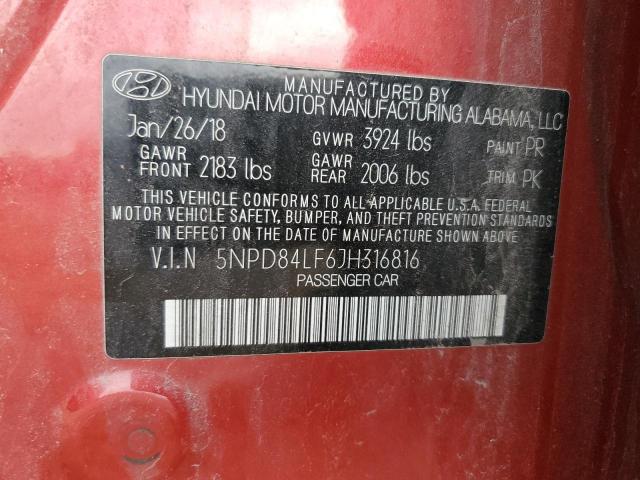 MANUFACTURED BY
HYUNDAI MOTOR MANUFACTURING ALABAMA, LLC
Jan/26/18 GVWR 3924 lbs PAINT PR
GAWR FRONT 2183 lbs GAWR REAR 2006 lbs TRIM PK
THIS VEHICLE CONFORMS TO ALL APPLICABLE U.S.A. FEDERAL
MOTOR VEHICLE SAFETY, BUMPER, AND THEFT PREVENTION STANDARDS
IN EFFECT ON THE DATE OF MANUFACTURE SHOWN ABOVE.
V.I.N 5NPD84LF6JH316816
PASSENGER CAR